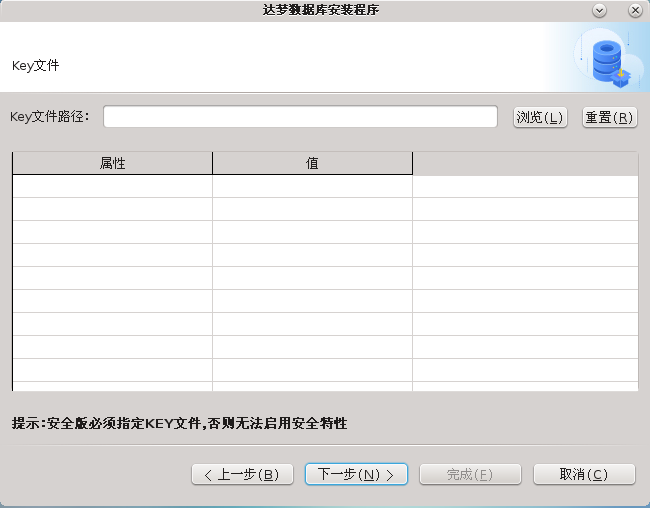 达梦数据库安装程序
Key文件
Key文件路径：
浏览(L)
重置(R)
属性
值
提示:安全版必须指定KEY文件,否则无法启用安全特性
< 上一步(B)
下一步(N) >
完成(F)
取消(C)